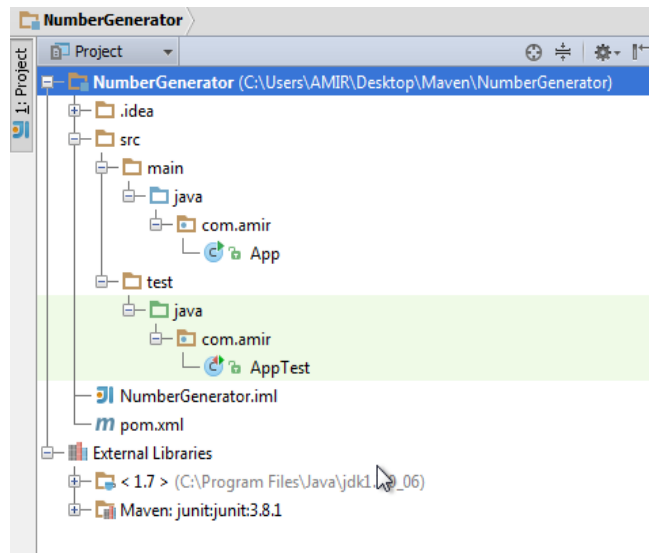 NumberGenerator
1: Project
Project
NumberGenerator (C:\Users\AMIR\Desktop\Maven\NumberGenerator)
.idea
src
main
java
com.amir
App
test
java
com.amir
AppTest
NumberGenerator.iml
pom.xml
External Libraries
< 1.7 > (C:\Program Files\Java\
Maven: junit:junit:3.8.1